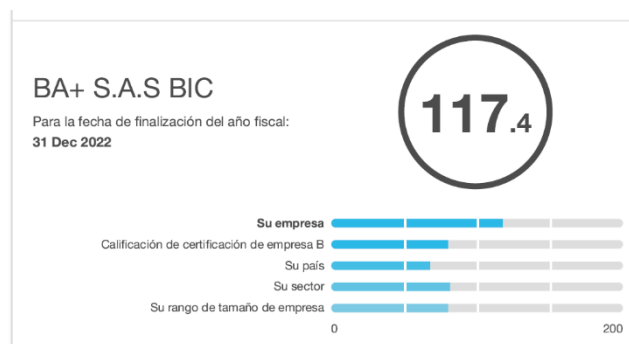 BA+ S.A.S BIC
Para la fecha de finalización del año fiscal:
31 Dec 2022
117.4
Su empresa
Calificación de certificación de empresa B
Su país
Su sector
Su rango de tamaño de empresa
0 200